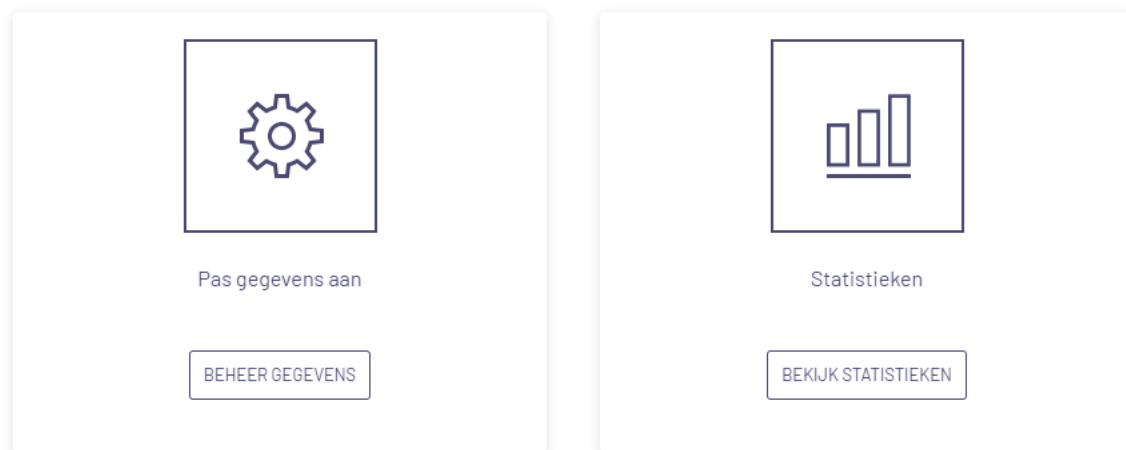 Pas gegevens aan
BEHEER GEGEVENS
Statistieken
BEKIJK STATISTIEKEN